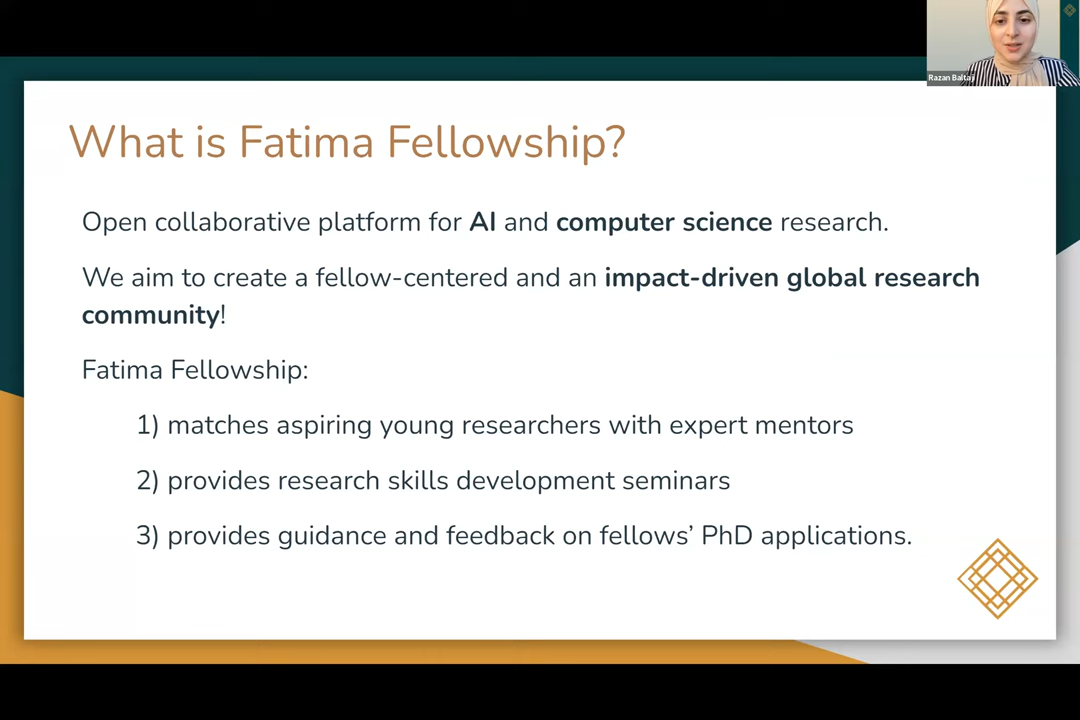 Razan Baltaji
What is Fatima Fellowship?
Open collaborative platform for AI and computer science research.
We aim to create a fellow-centered and an impact-driven global research
community!
Fatima Fellowship:
1) matches aspiring young researchers with expert mentors
2) provides research skills development seminars
3) provides guidance and feedback on fellows’ PhD applications.